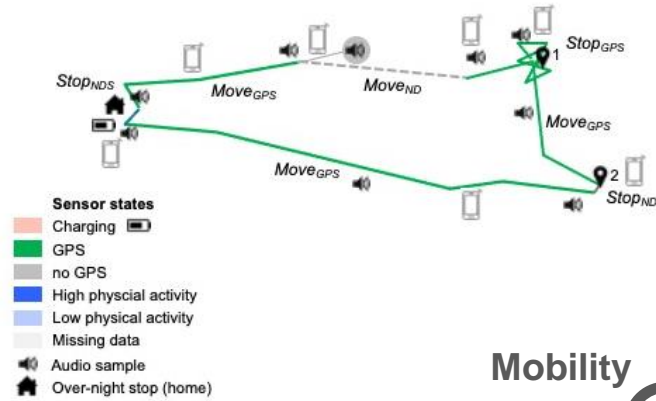 Stop_GPS
1
Stop_NDS
Move_GPS
Move_ND
Move_GPS
Move_GPS
2
Stop_ND
Sensor states
Charging
GPS
no GPS
High physcial activity
Low physical activity
Missing data
Audio sample
Over-night stop (home)
Mobility